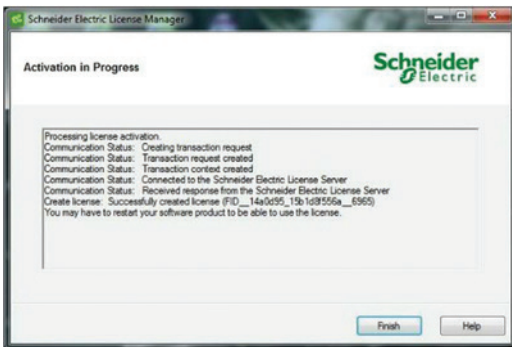 Schneider Electric License Manager
Activation in Progress
Schneider
Electric
Processing license activation.
Communication Status: Creating transaction request
Communication Status: Transaction request created
Communication Status: Transaction context created
Communication Status: Connected to the Schneider Electric License Server
Communication Status: Received response from the Schneider Electric License Server
Create license: Successfully created license (FID__14a0d95_15b1d8f556a__6965)
You may have to restart your software product to be able to use the license.
Finish
Help